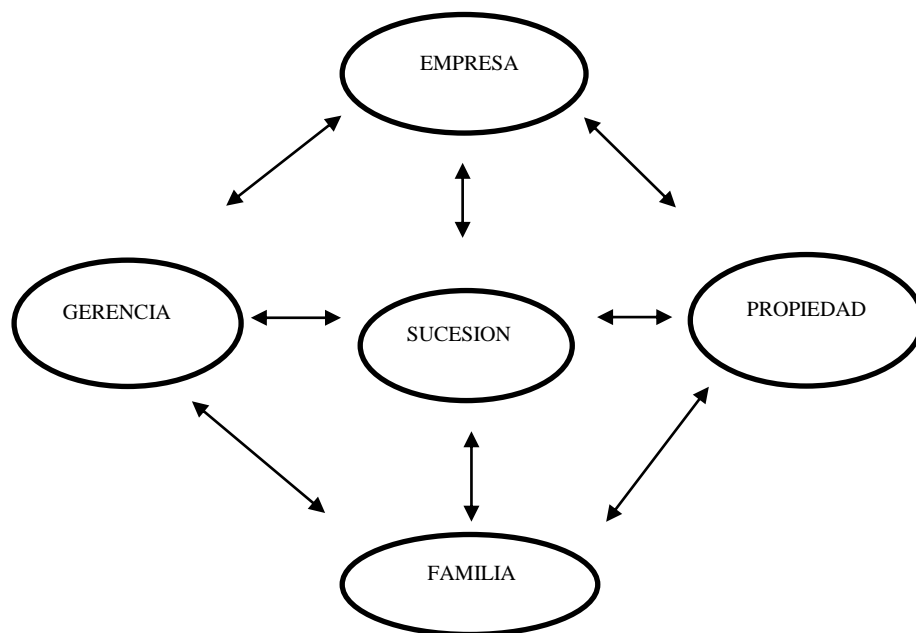 EMPRESA
GERENCIA
SUCESION
PROPIEDAD
FAMILIA